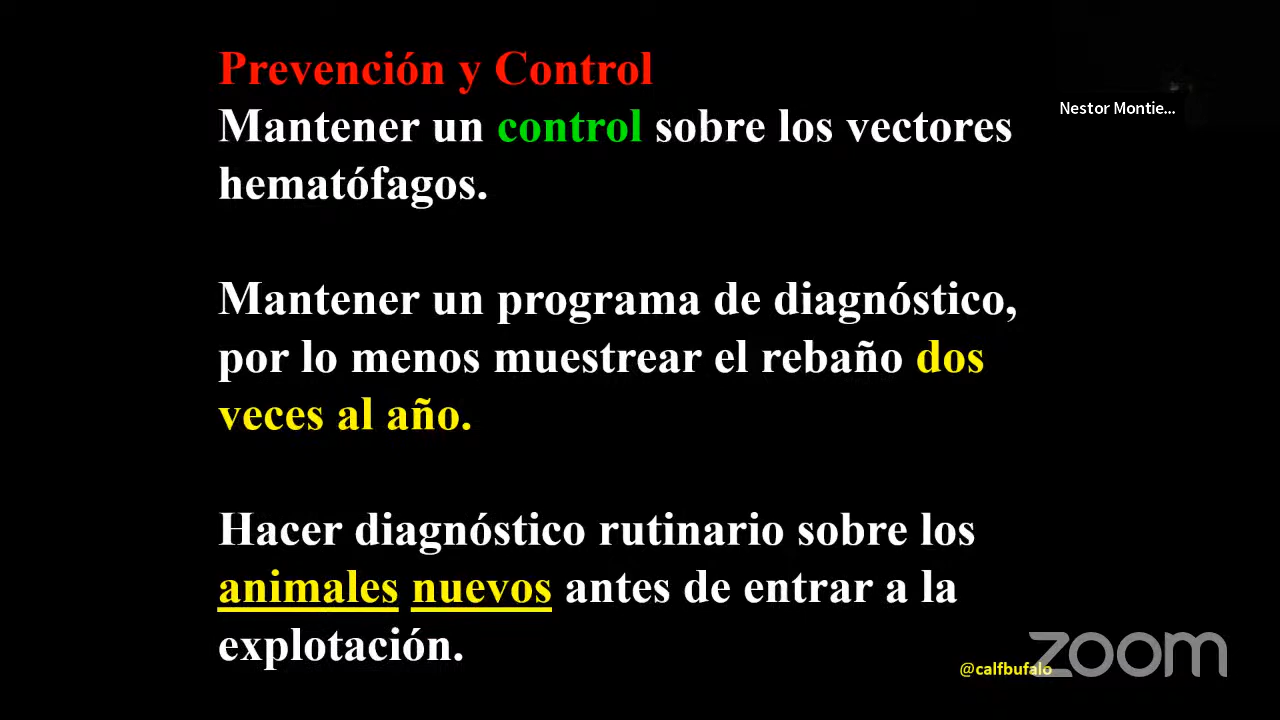 Prevención y Control
Mantener un control sobre los vectores
hematófagos.
Mantener un programa de diagnóstico,
por lo menos muestrear el rebaño dos
veces al año.
Hacer diagnóstico rutinario sobre los
animales nuevos antes de entrar a la
explotación.
Nestor Montie...
@calfbufalo
zoom